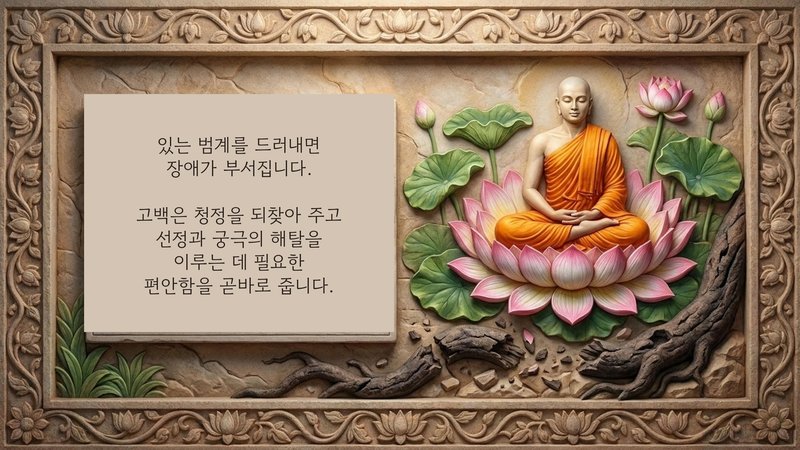 있는 범계를 드러내면
장애가 부서집니다.
고백은 청정을 되찾아 주고
선정과 궁극의 해탈을
이루는 데 필요한
편안함을 곧바로 줍니다.